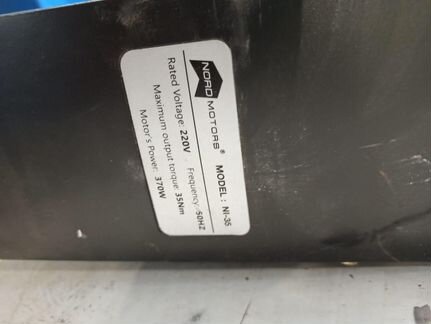 NORD
MOTORS®
MODEL : NI-35
Rated Voltage: 220V Frequency: 50HZ
Maximum output torque: 35Nm
Motor's Power: 370W